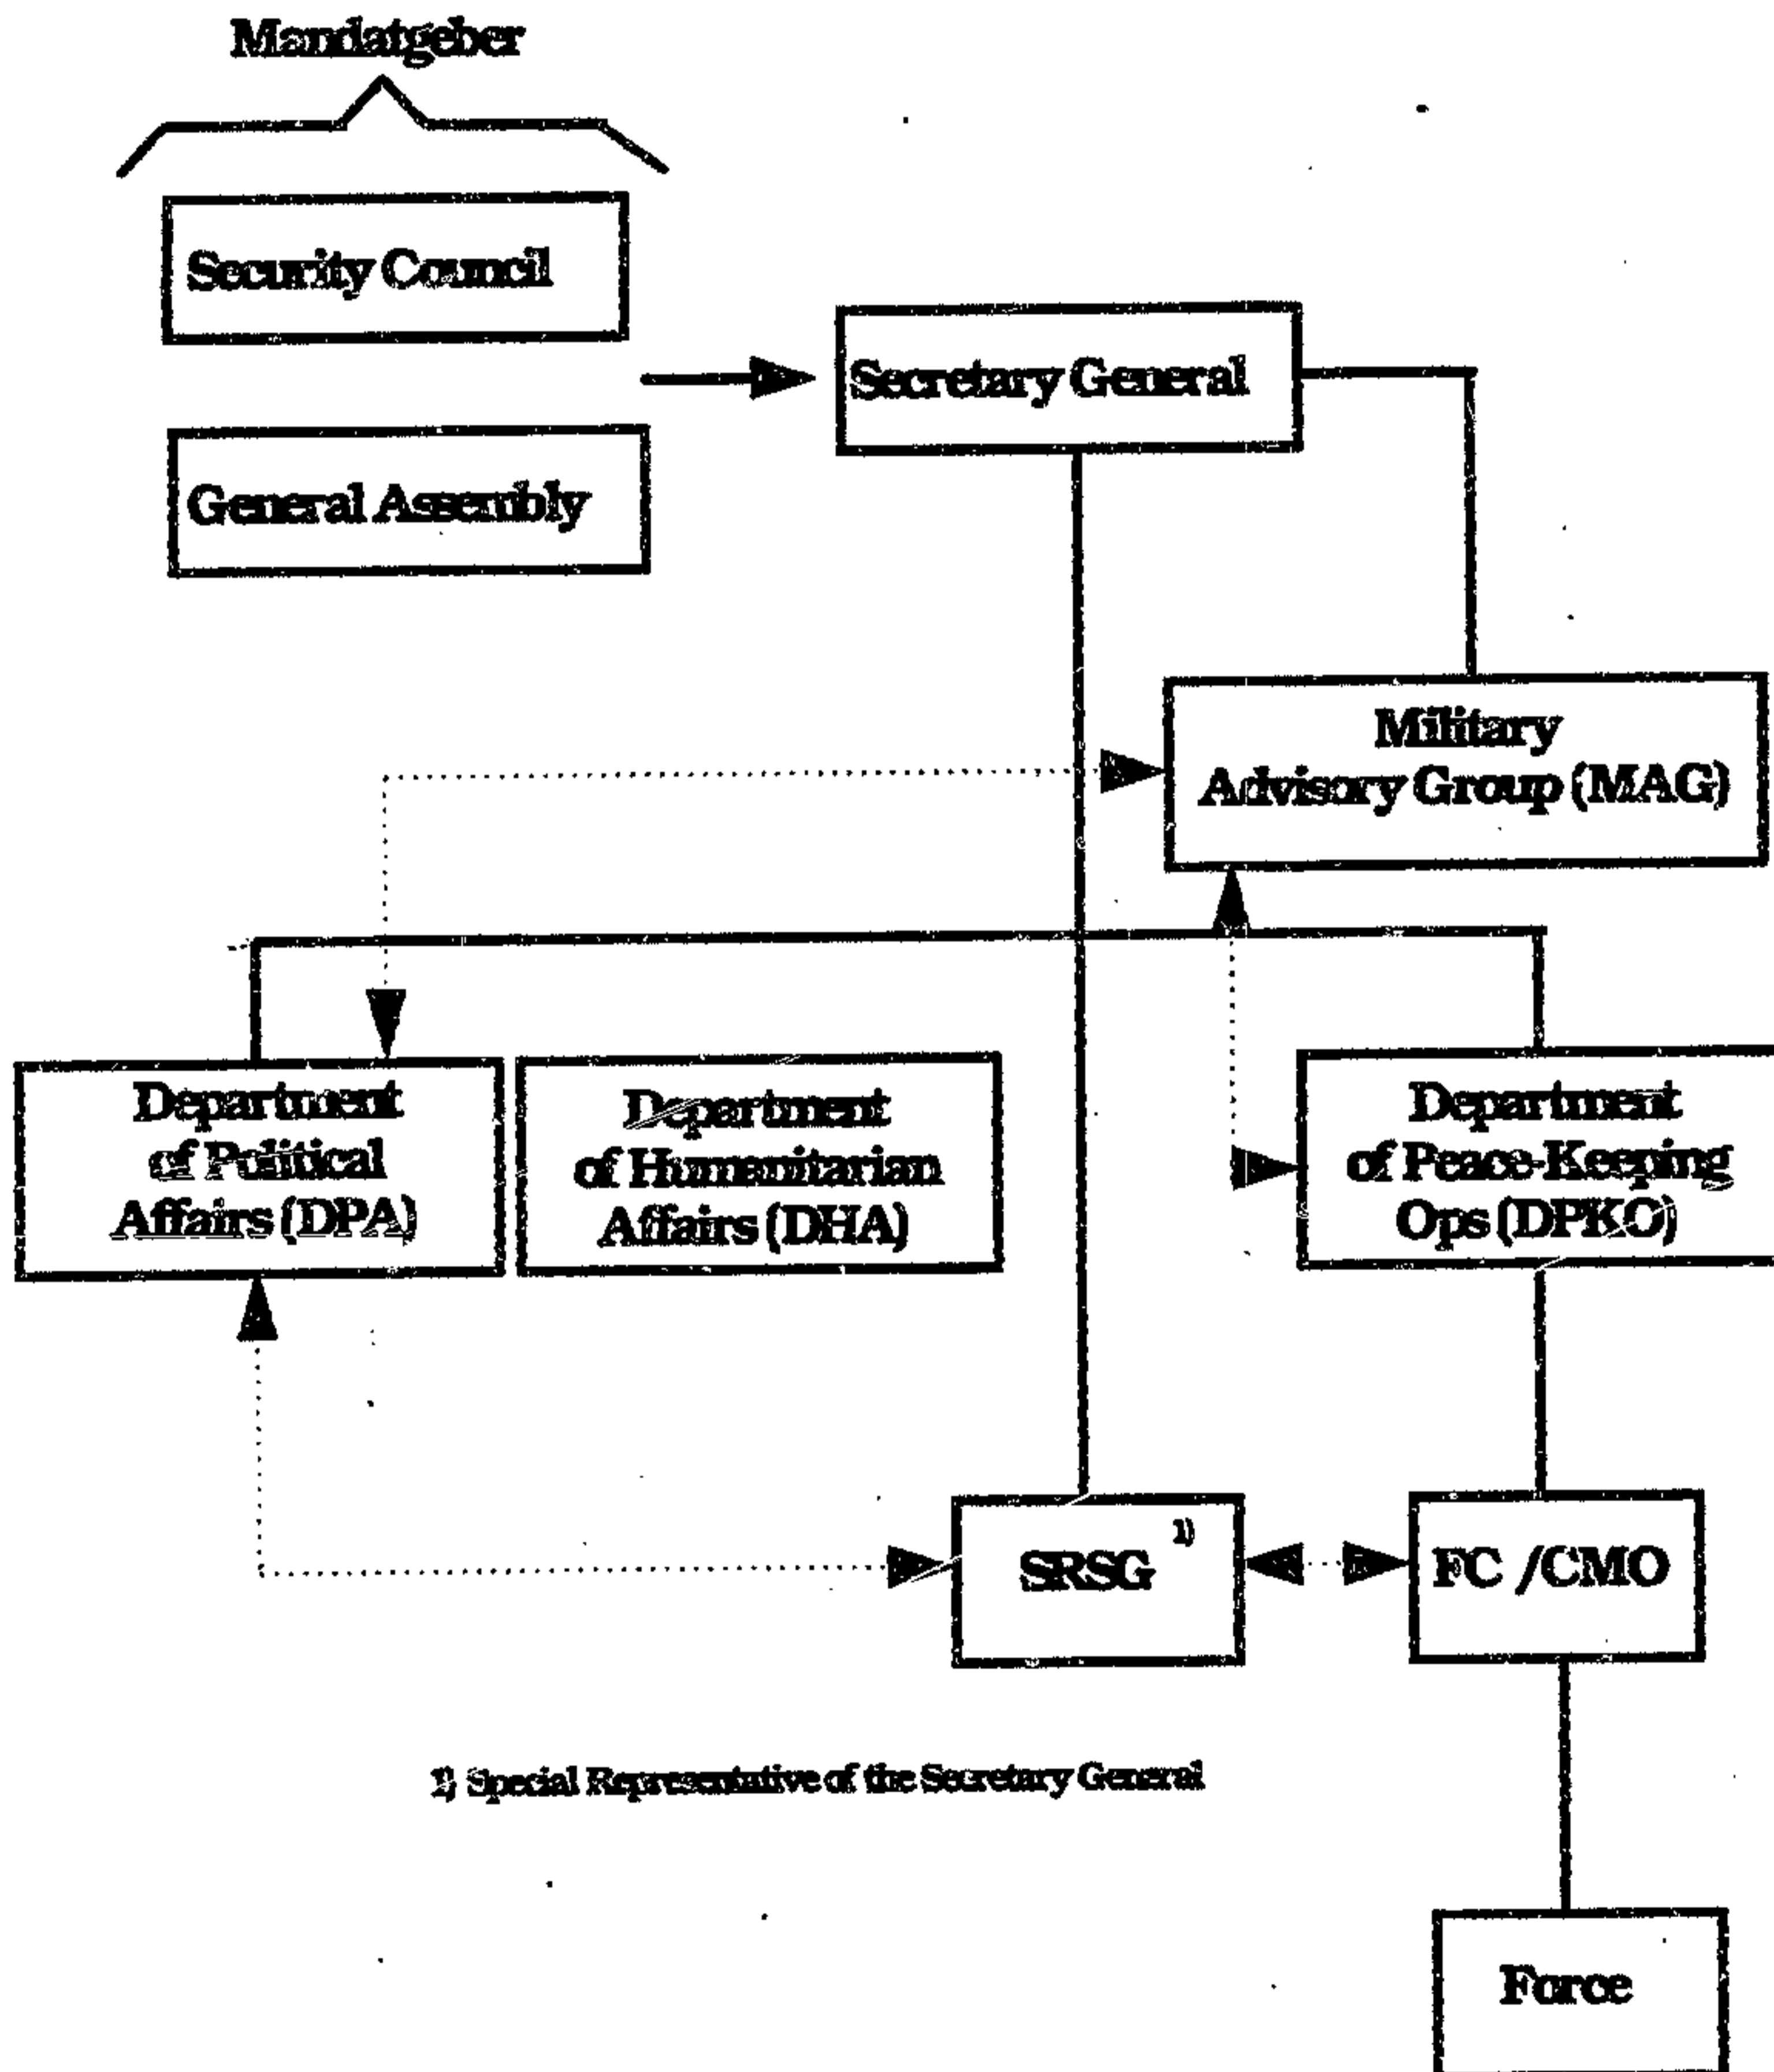 Mandatgeber
Security Council
Secretary General
General Assembly
Military
Advisory Group (MAG)
Department
of Political
Affairs (DPA)
Department
of Humanitarian
Affairs (DHA)
Department
of Peace-Keeping
Ops (DPKO)
SRSG 1)
FC /CMO
1) Special Representative of the Secretary General
Force